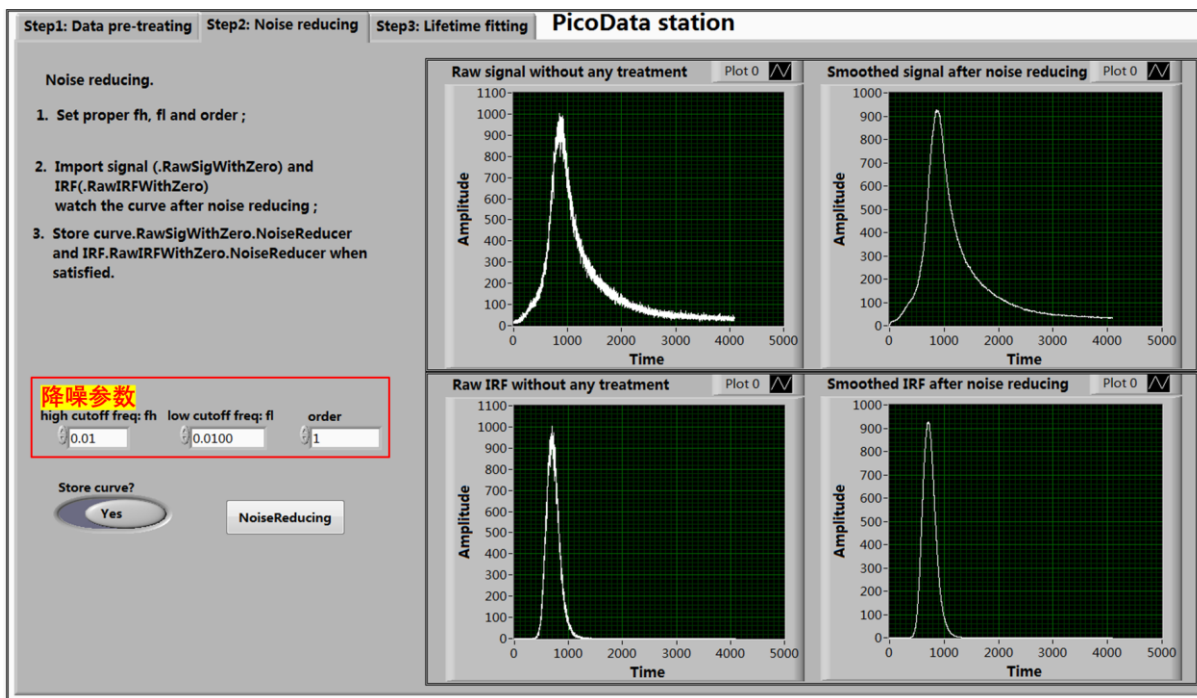 Step1: Data pre-treating Step2: Noise reducing Step3: Lifetime fitting PicoData station
Noise reducing.
1. Set proper fh, fl and order ;
2. Import signal (.RawSigWithZero) and
IRF(.RawIRFWithZero)
watch the curve after noise reducing ;
3. Store curve.RawSigWithZero.NoiseReducer
and IRF.RawIRFWithZero.NoiseReducer when
satisfied.
降噪参数
high cutoff freq: fh low cutoff freq: fl order
0.01 0.0100 1
Store curve?
Yes
NoiseReducing
Raw signal without any treatment Plot 0
1100
1000
900
800
700
600
500
400
300
200
100
0
Amplitude
0 1000 2000 3000 4000 5000
Time
Smoothed signal after noise reducing Plot 0
1000
900
800
700
600
500
400
300
200
100
0
Amplitude
0 1000 2000 3000 4000 5000
Time
Raw IRF without any treatment Plot 0
1100
1000
900
800
700
600
500
400
300
200
100
0
Amplitude
0 1000 2000 3000 4000 5000
Time
Smoothed IRF after noise reducing Plot 0
1000
900
800
700
600
500
400
300
200
100
0
Amplitude
0 1000 2000 3000 4000 5000
Time